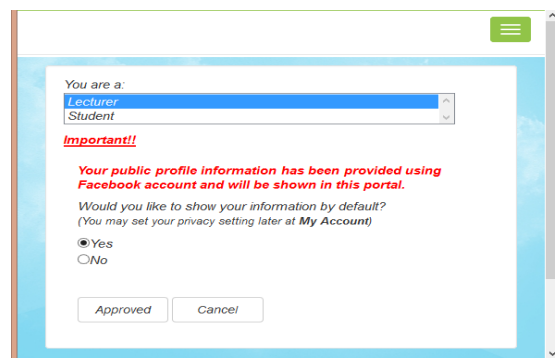 You are a:
Lecturer
Student
Important!!
Your public profile information has been provided using
Facebook account and will be shown in this portal.
Would you like to show your information by default?
(You may set your privacy setting later at My Account)
Yes
No
Approved Cancel